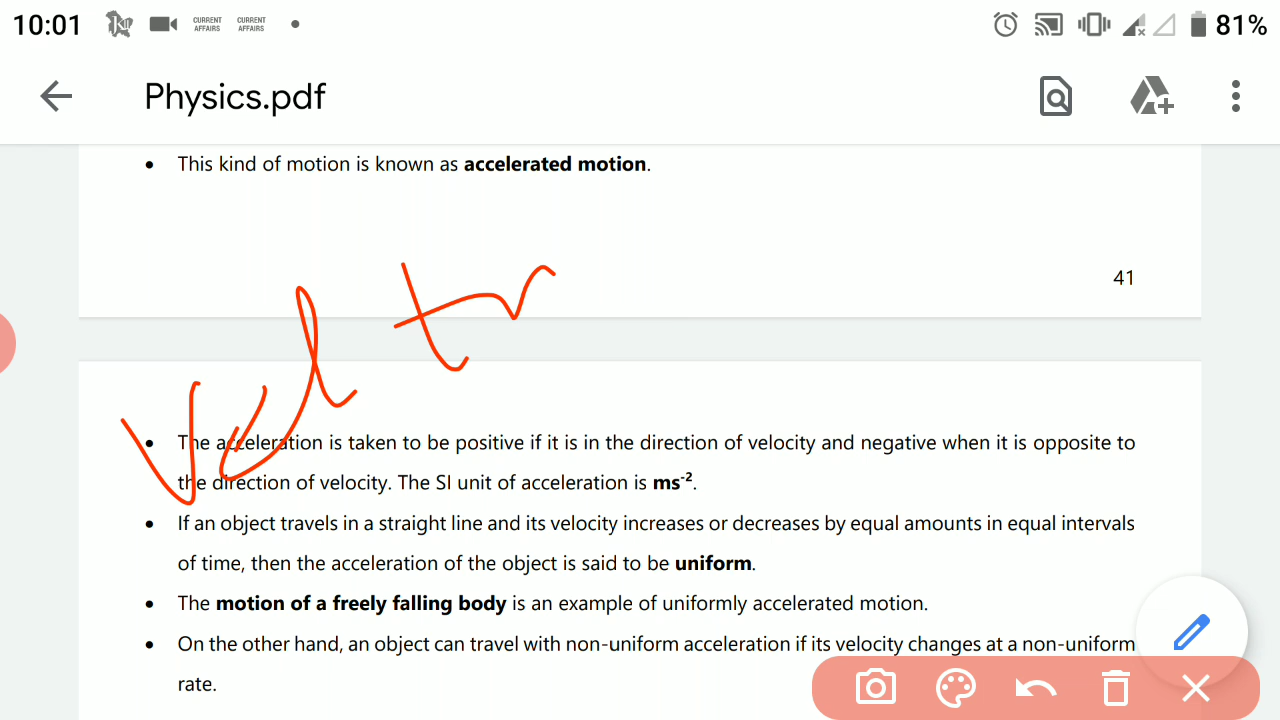 10:01 CURRENT AFFAIRS CURRENT AFFAIRS 81%
Physics.pdf
• This kind of motion is known as accelerated motion.
41
• The acceleration is taken to be positive if it is in the direction of velocity and negative when it is opposite to
the direction of velocity. The SI unit of acceleration is ms⁻².
• If an object travels in a straight line and its velocity increases or decreases by equal amounts in equal intervals
of time, then the acceleration of the object is said to be uniform.
• The motion of a freely falling body is an example of uniformly accelerated motion.
• On the other hand, an object can travel with non-uniform acceleration if its velocity changes at a non-uniform
rate.